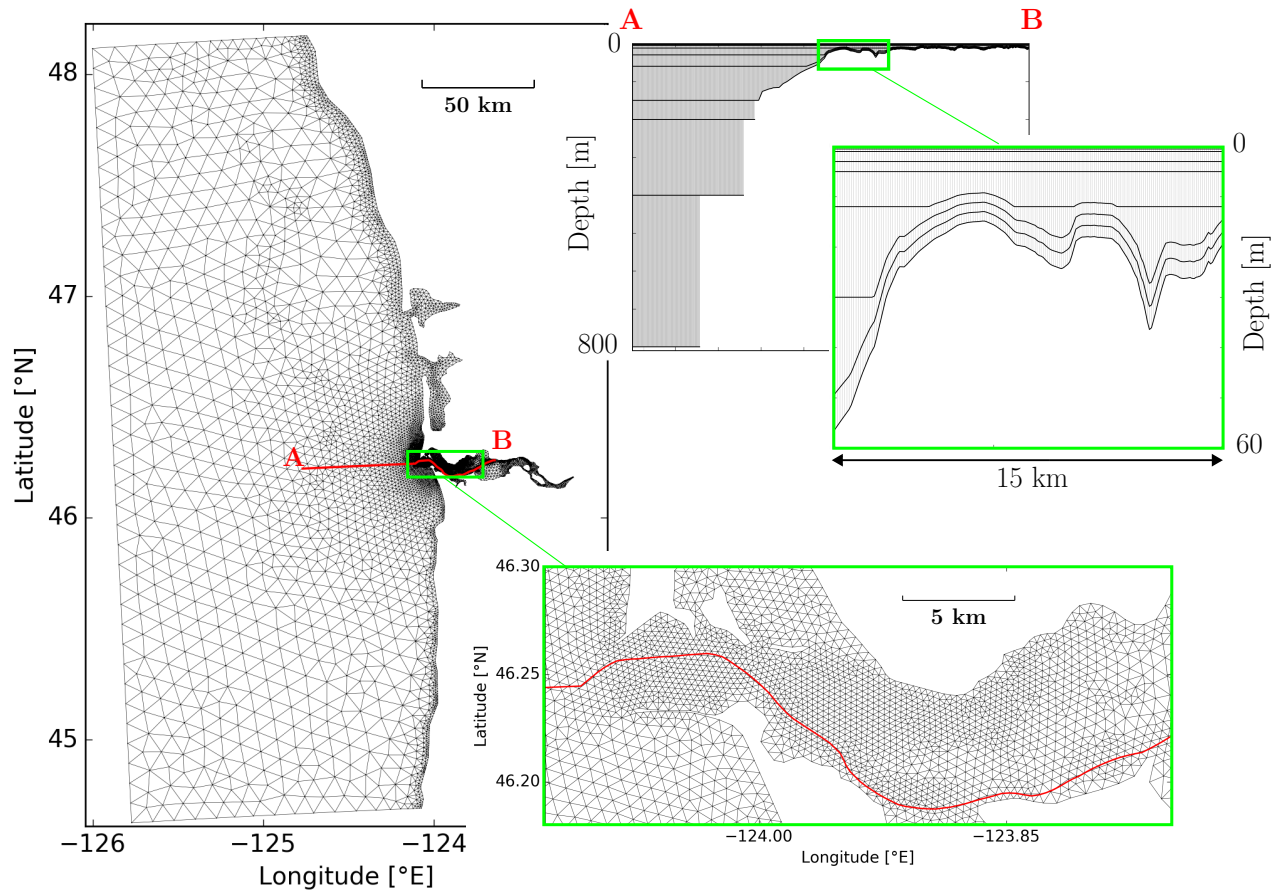 A
B
0
48
50 km
Depth [m]
0
47
Depth [m]
800
Latitude [°N]
60
B
A
15 km
46
46.30
5 km
46.25
Latitude [°N]
45
46.20
−126
−125
−124
−124.00
−123.85
Longitude [°E]
Longitude [°E]